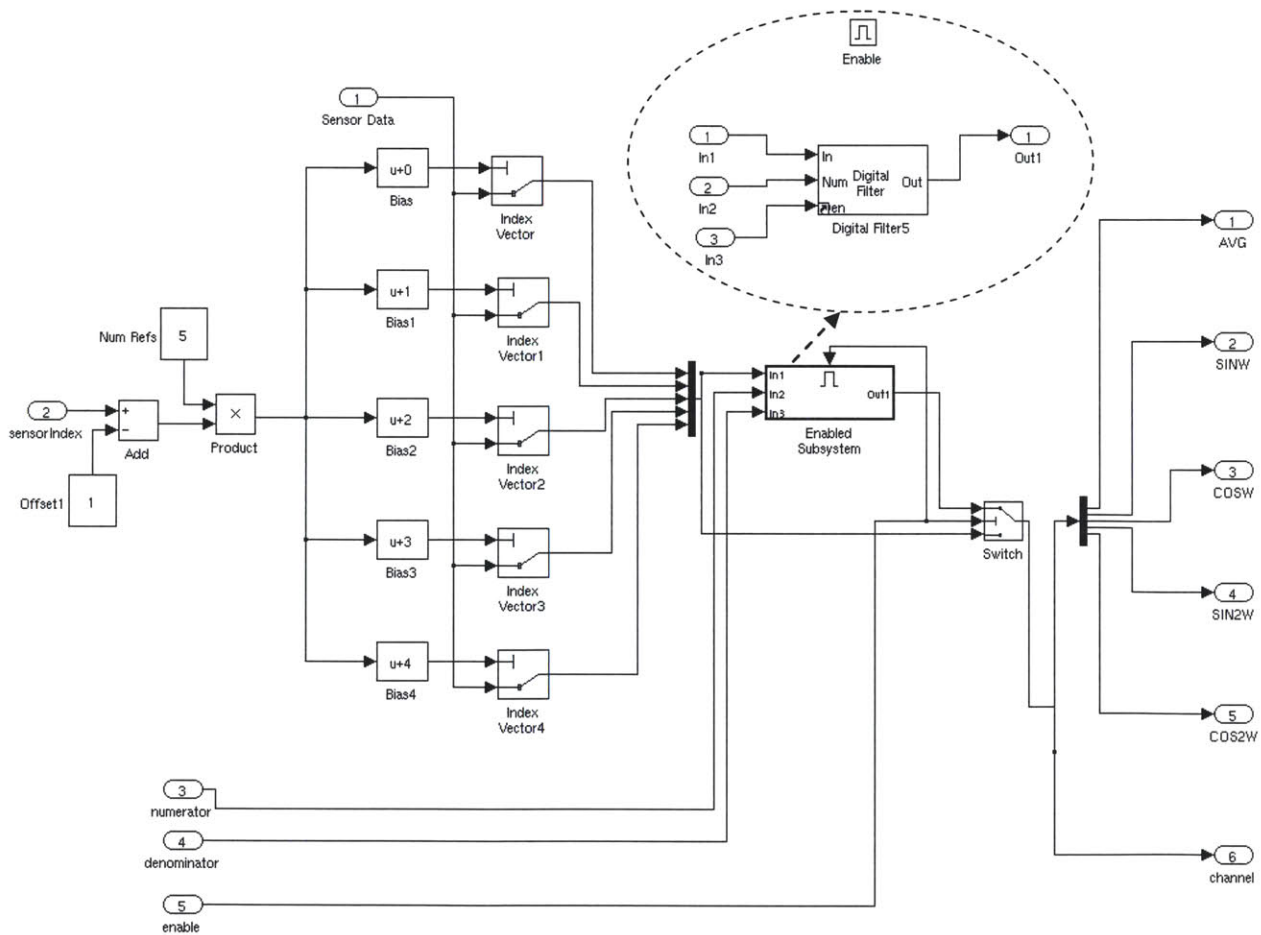 Enable
1
Sensor Data
1
In1
2
In2
3
In3
In
Num
Digital
Filter
Out
Digital Filter5
1
Out1
u+0
Bias
Index
Vector
1
AVG
u+1
Bias1
Index
Vector1
Num Refs
5
2
SINW
2
sensorIndex
+
−
Add
×
Product
Offset1
1
u+2
Bias2
Index
Vector2
In1
In2
In3
Out1
Enabled
Subsystem
3
COSW
Switch
u+3
Bias3
Index
Vector3
4
SIN2W
u+4
Bias4
Index
Vector4
5
COS2W
3
numerator
4
denominator
6
channel
5
enable